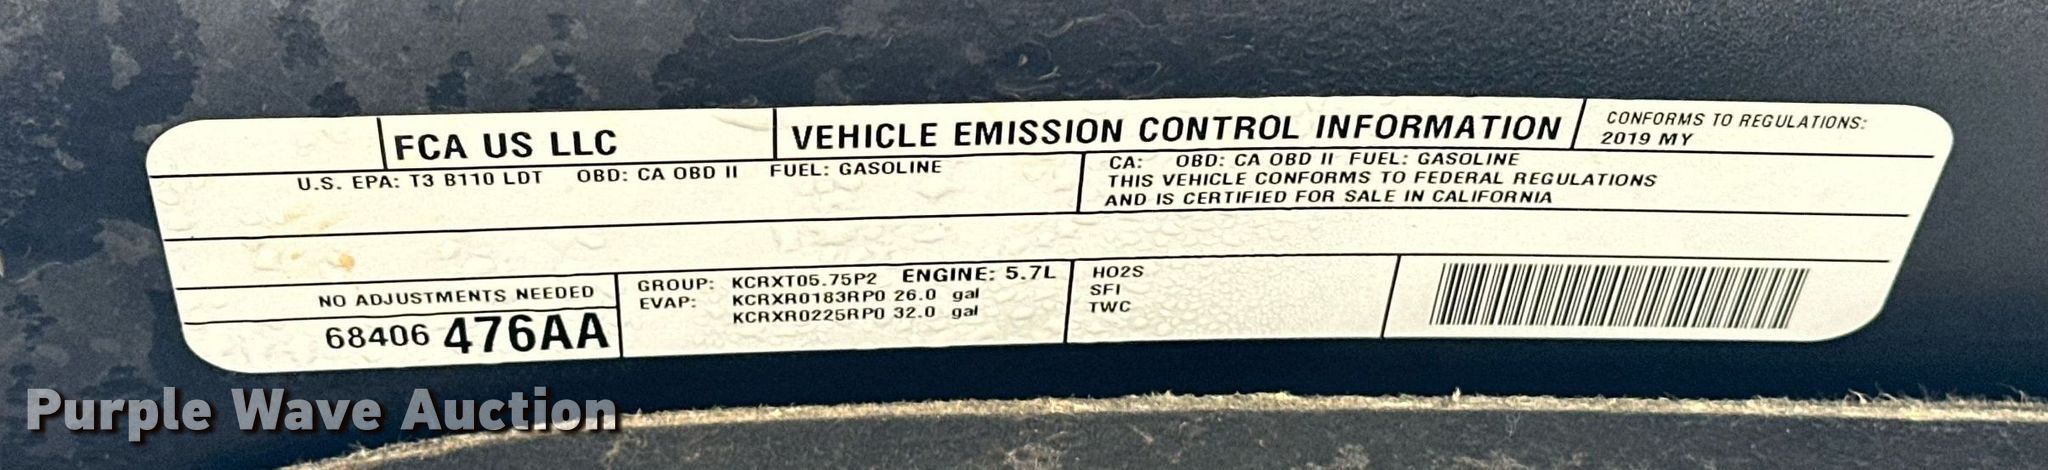 FCA US LLC
VEHICLE EMISSION CONTROL INFORMATION
CONFORMS TO REGULATIONS:
2019 MY
U.S. EPA: T3 B110 LDT OBD: CA OBD II FUEL: GASOLINE
CA: OBD: CA OBD II FUEL: GASOLINE
THIS VEHICLE CONFORMS TO FEDERAL REGULATIONS
AND IS CERTIFIED FOR SALE IN CALIFORNIA
NO ADJUSTMENTS NEEDED
68406 476AA
GROUP: KCRXT05.75P2 ENGINE: 5.7L
EVAP: KCRXR0183RP0 26.0 gal
KCRXR0225RP0 32.0 gal
HO2S
SFI
TWC
Purple Wave Auction